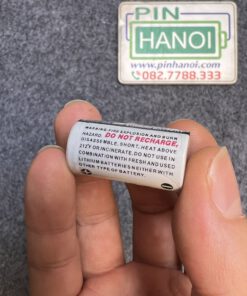 PIN
HANOI
www.pinhanoi.com
082.7788.333
WARNING: FIRE EXPLOSION AND BURN
HAZARD. DO NOT RECHARGE,
DISASSEMBLE, SHORT, HEAT ABOVE
212°F OR INCINERATE. DO NOT USE IN
COMBINATION WITH FRESH AND USED
LITHIUM BATTERIES NEITHER WITH
OTHER TYPE OF BATTERY.